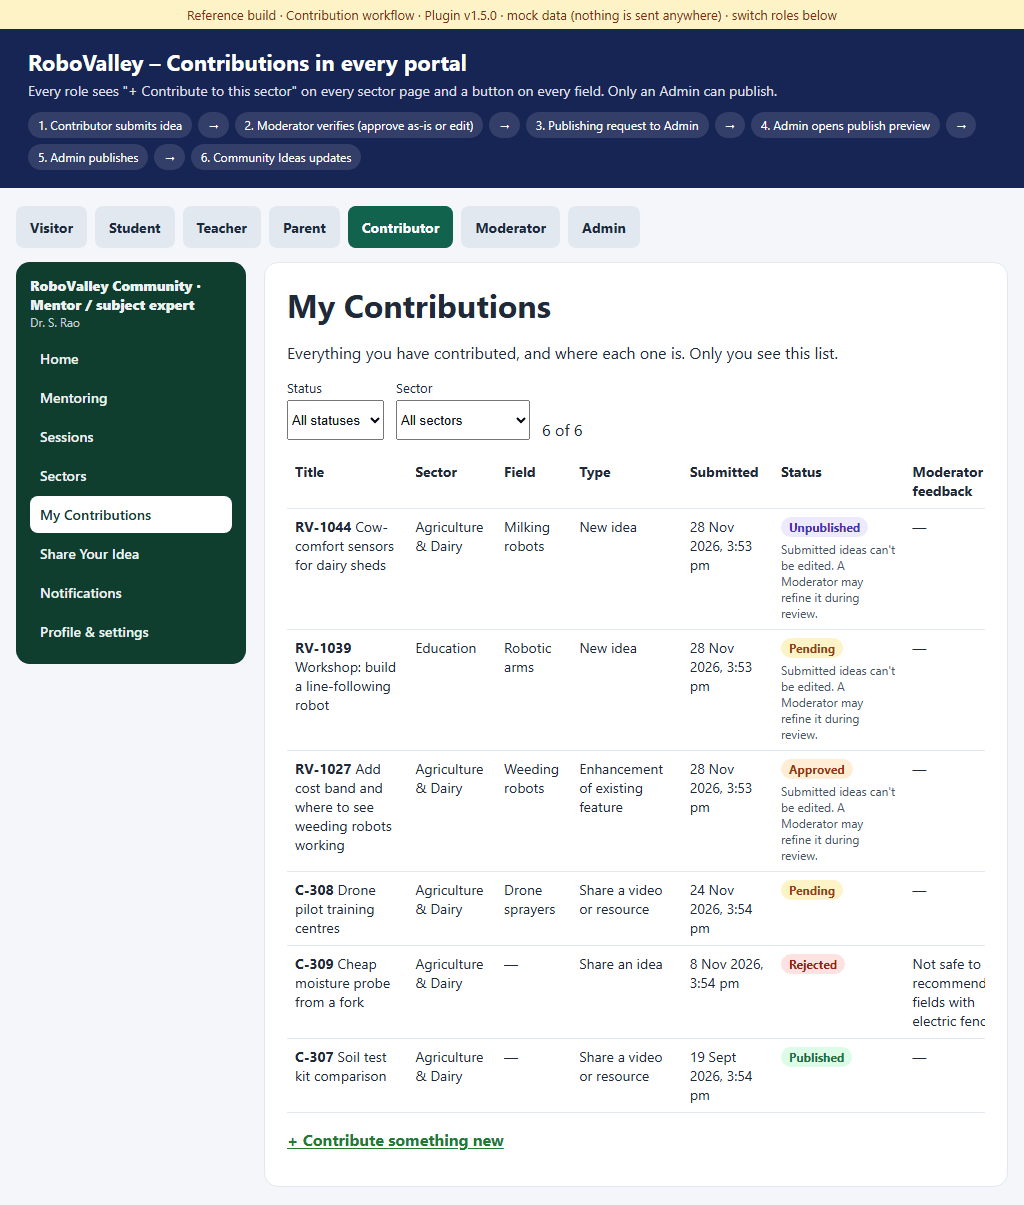 Reference build · Contribution workflow · Plugin v1.5.0 · mock data (nothing is sent anywhere) · switch roles below
RoboValley – Contributions in every portal
Every role sees "+ Contribute to this sector" on every sector page and a button on every field. Only an Admin can publish.
1. Contributor submits idea → 2. Moderator verifies (approve as-is or edit) → 3. Publishing request to Admin → 4. Admin opens publish preview →
5. Admin publishes → 6. Community Ideas updates
Visitor Student Teacher Parent Contributor Moderator Admin
RoboValley Community ·
Mentor / subject expert
Dr. S. Rao
Home
Mentoring
Sessions
Sectors
My Contributions
Share Your Idea
Notifications
Profile & settings
My Contributions
Everything you have contributed, and where each one is. Only you see this list.
Status Sector
All statuses All sectors 6 of 6
Title Sector Field Type Submitted Status Moderator
feedback
RV-1044 Cow- Agriculture Milking New idea 28 Nov Unpublished —
comfort sensors & Dairy robots 2026, 3:53 Submitted ideas can't
for dairy sheds pm be edited. A
Moderator may
refine it during
review.
RV-1039 Education Robotic New idea 28 Nov Pending —
Workshop: build arms 2026, 3:53 Submitted ideas can't
a line-following pm be edited. A
robot Moderator may
refine it during
review.
RV-1027 Add Agriculture Weeding Enhancement 28 Nov Approved —
cost band and & Dairy robots of existing 2026, 3:53 Submitted ideas can't
where to see feature pm be edited. A
weeding robots Moderator may
working refine it during
review.
C-308 Drone Agriculture Drone Share a video 24 Nov Pending —
pilot training & Dairy sprayers or resource 2026, 3:54
centres pm
C-309 Cheap Agriculture — Share an idea 8 Nov 2026, Rejected Not safe to
moisture probe & Dairy 3:54 pm recommend
from a fork fields with
electric fenc
C-307 Soil test Agriculture — Share a video 19 Sept Published —
kit comparison & Dairy or resource 2026, 3:54
pm
+ Contribute something new